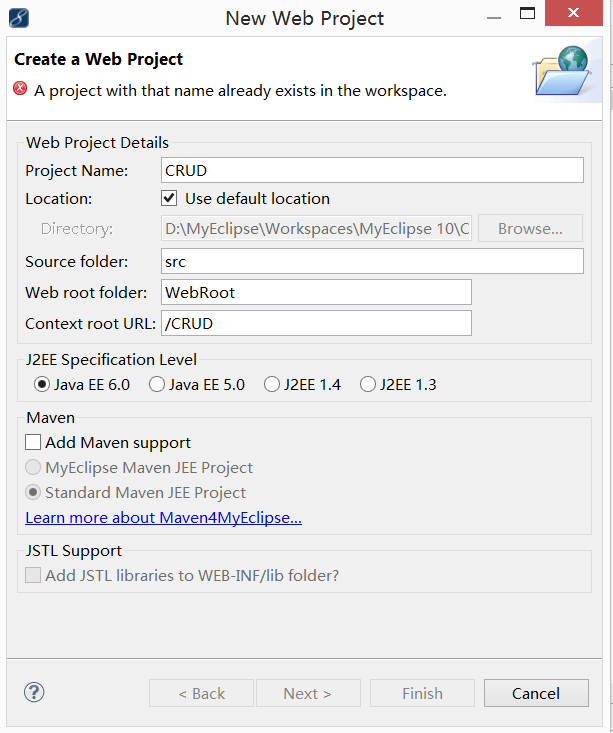 New Web Project
Create a Web Project
A project with that name already exists in the workspace.
Web Project Details
Project Name: CRUD
Location: Use default location
Directory: D:\MyEclipse\Workspaces\MyEclipse 10\C Browse...
Source folder: src
Web root folder: WebRoot
Context root URL: /CRUD
J2EE Specification Level
Java EE 6.0 Java EE 5.0 J2EE 1.4 J2EE 1.3
Maven
Add Maven support
MyEclipse Maven JEE Project
Standard Maven JEE Project
Learn more about Maven4MyEclipse...
JSTL Support
Add JSTL libraries to WEB-INF/lib folder?
? < Back Next > Finish Cancel